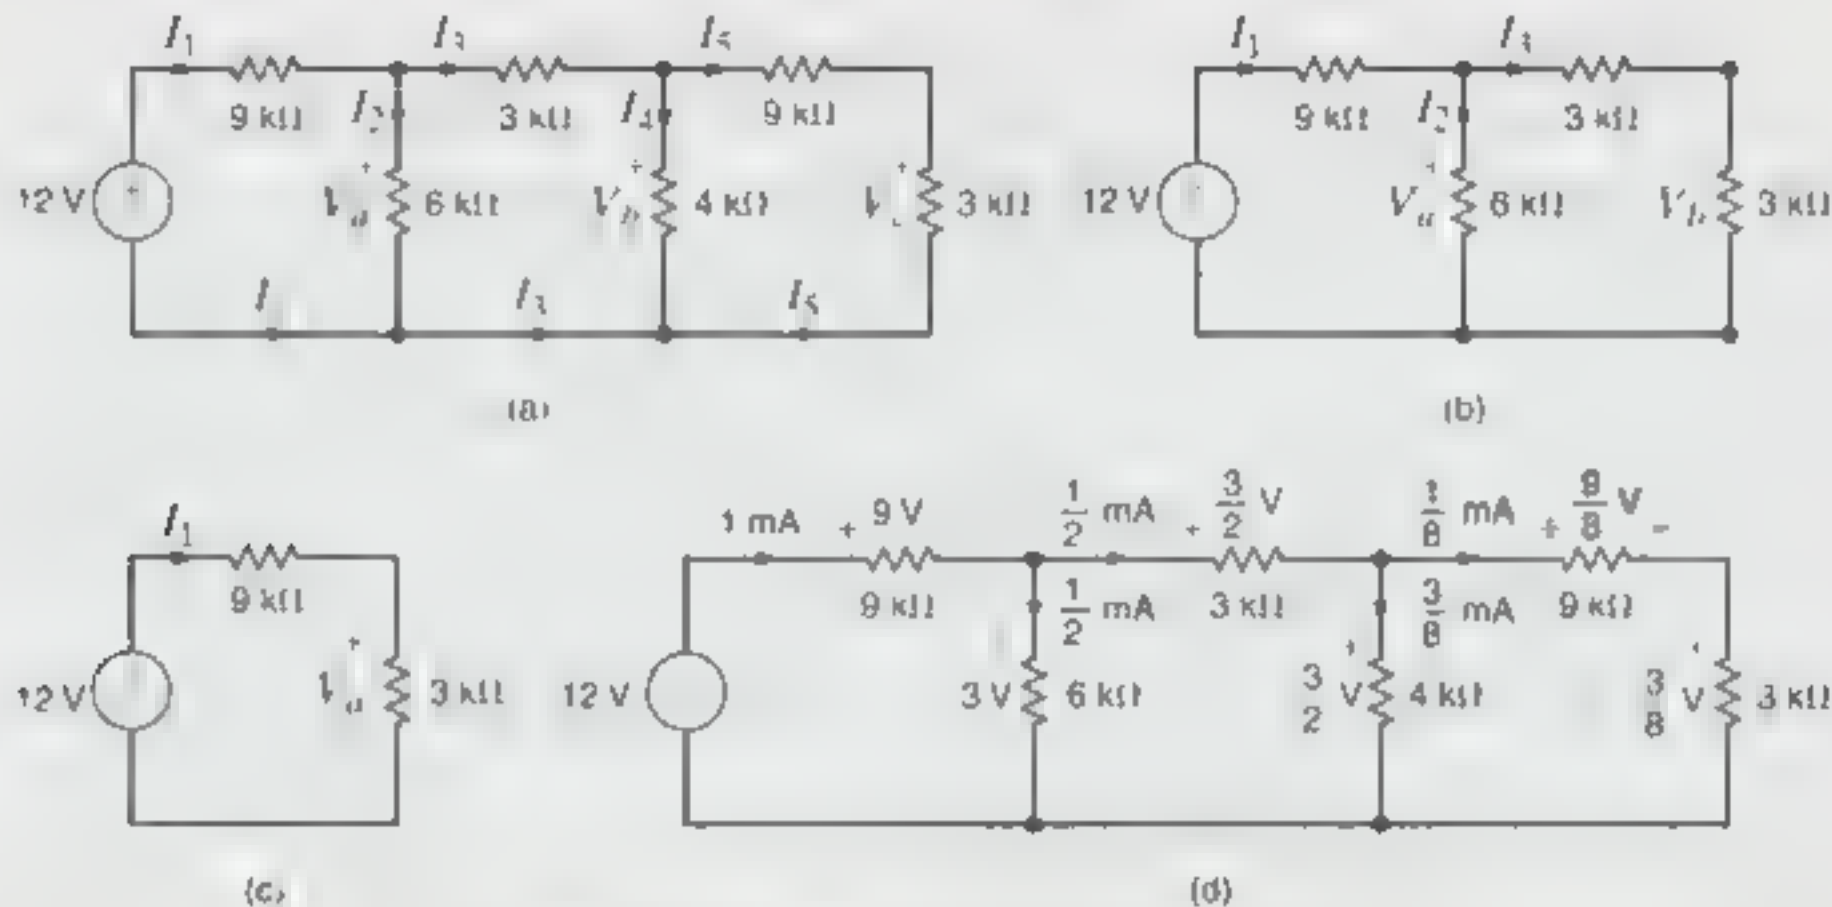 I₁ I₃ I₅ I₁ I₃
9 kΩ I₂ 3 kΩ I₄ 9 kΩ 9 kΩ I₂ 3 kΩ
12 V + Vₐ + 6 kΩ V_b + 4 kΩ + 3 kΩ 12 V Vₐ + 6 kΩ V_b 3 kΩ
I I₃ I₅
(a) (b)
I₁ 1 mA + 9 V 1/2 mA + 3/2 V 1/8 mA + 9/8 V -
9 kΩ 9 kΩ 1/2 mA 3 kΩ 3/8 mA 9 kΩ
12 V Vₐ + 3 kΩ 12 V 3 V 6 kΩ 3/2 V + 4 kΩ 3/8 V 3 kΩ
(c) (d)